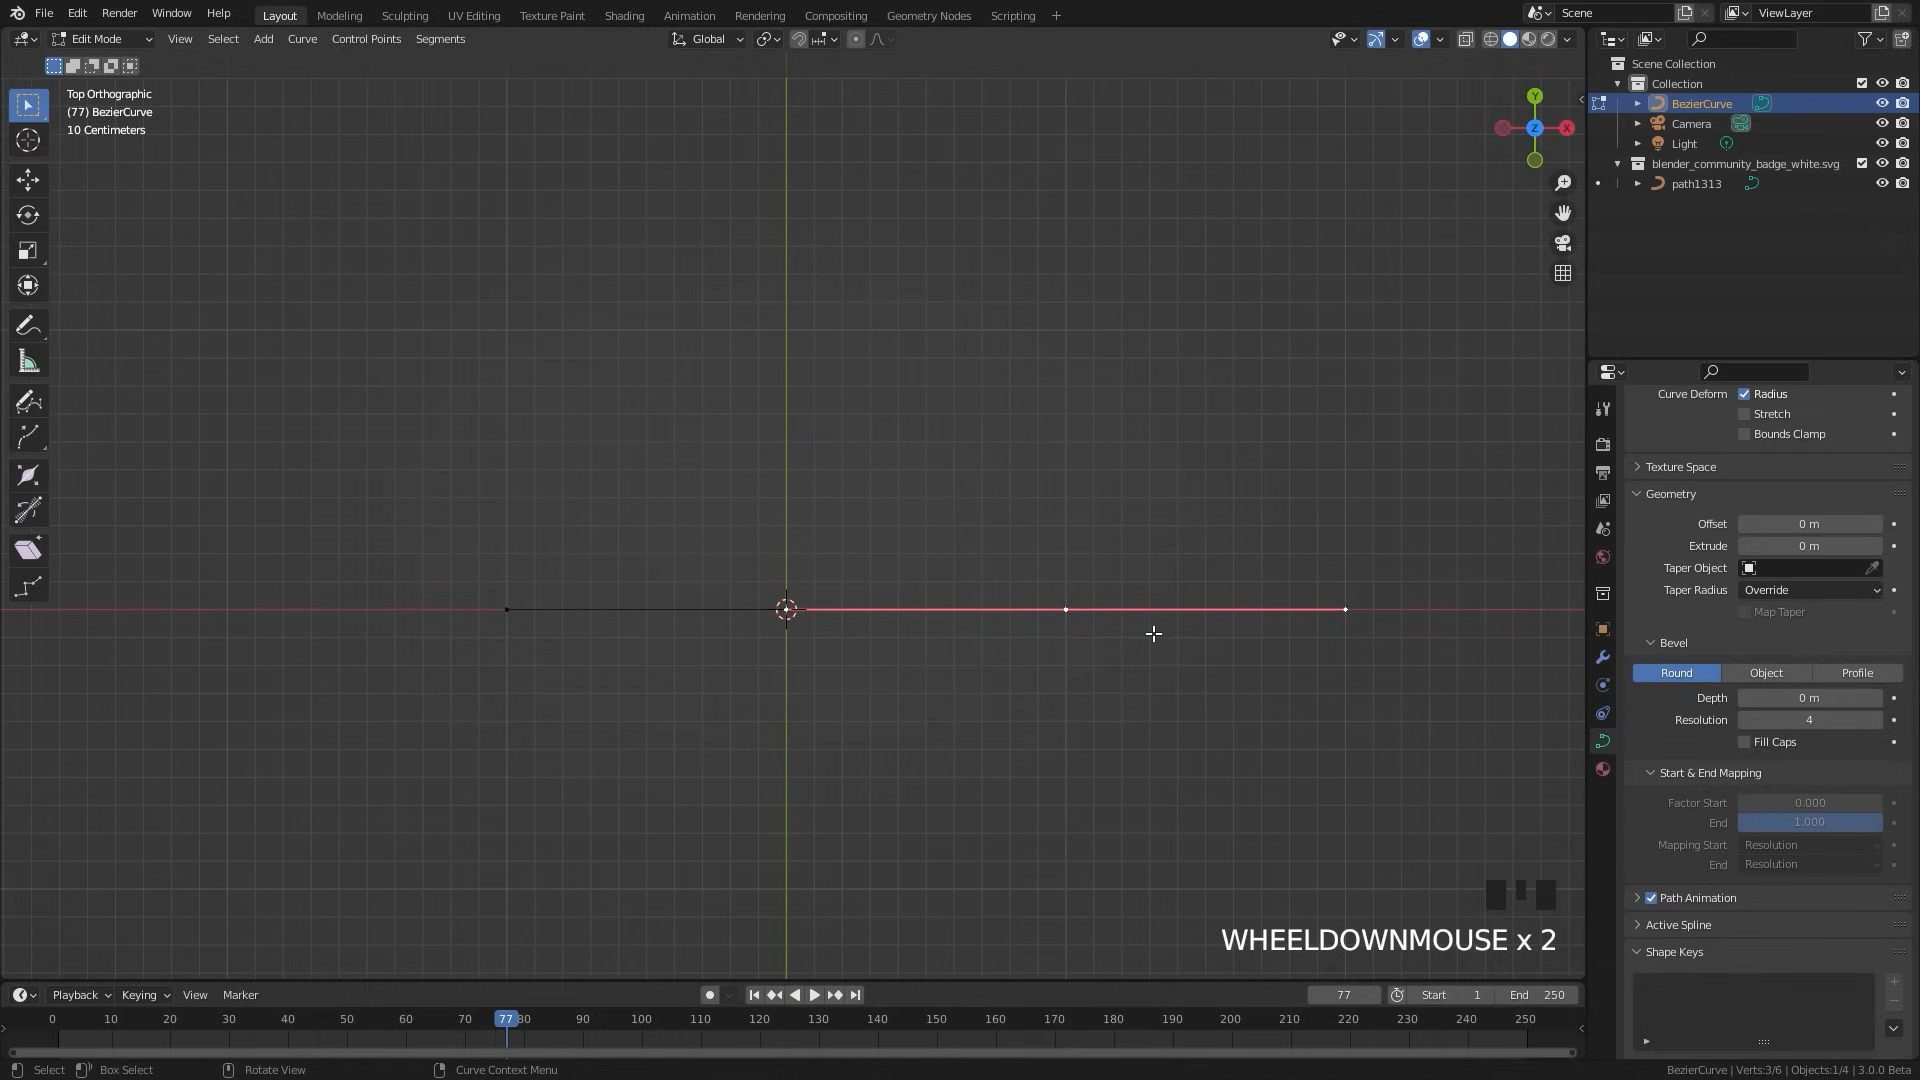 File Edit Render Window Help Layout Modeling Sculpting UV Editing Texture Paint Shading Animation Rendering Compositing Geometry Nodes Scripting + Scene ViewLayer
Edit Mode View Select Add Curve Control Points Segments Global
Top Orthographic
(77) BezierCurve
10 Centimeters
Y
Z X
Scene Collection
Collection
BezierCurve
Camera
Light
blender_community_badge_white.svg
path1313
Curve Deform Radius
Stretch
Bounds Clamp
Texture Space
Geometry
Offset 0 m
Extrude 0 m
Taper Object
Taper Radius Override
Map Taper
Bevel
Round Object Profile
Depth 0 m
Resolution 4
Fill Caps
Start & End Mapping
Factor Start 0.000
End 1.000
Mapping Start Resolution
End Resolution
Path Animation
Active Spline
Shape Keys
WHEELDOWNMOUSE x 2
Playback Keying View Marker 77 Start 1 End 250
0 10 20 30 40 50 60 70 77 80 90 100 110 120 130 140 150 160 170 180 190 200 210 220 230 240 250
Select Box Select Rotate View Curve Context Menu BezierCurve | Verts:3/6 | Objects:1/4 | 3.0.0 Beta